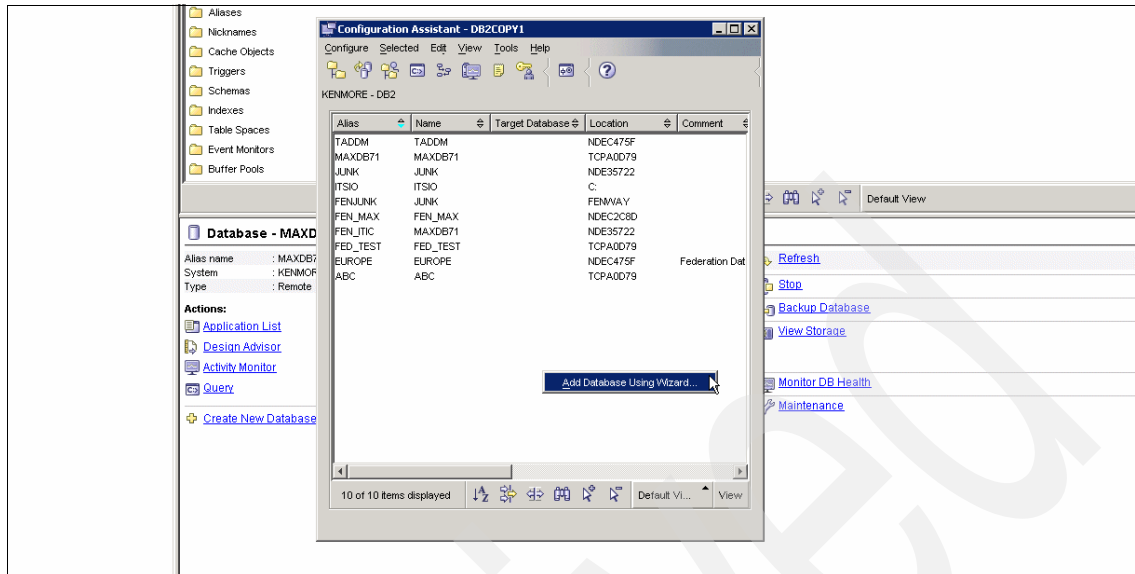 Aliases
Nicknames
Cache Objects
Triggers
Schemas
Indexes
Table Spaces
Event Monitors
Buffer Pools
Configuration Assistant - DB2COPY1
Configure Selected Edit View Tools Help
KENMORE - DB2
Alias Name Target Database Location Comment
TADDM TADDM NDEC475F
MAXDB71 MAXDB71 TCPA0D79
JUNK JUNK NDE35722
ITSIO ITSIO C:
FENJUNK JUNK FENWAY
FEN_MAX FEN_MAX NDEC2C8D
FEN_ITIC MAXDB71 NDE35722
FED_TEST FED_TEST TCPA0D79
EUROPE EUROPE NDEC475F Federation Dat
ABC ABC TCPA0D79
Add Database Using Wizard...
10 of 10 items displayed Default Vi... View
Default View
Database - MAXD
Alias name : MAXDB7
System : KENMOR
Type : Remote
Actions:
Application List
Design Advisor
Activity Monitor
Query
Create New Database
Refresh
Stop
Backup Database
View Storage
Monitor DB Health
Maintenance